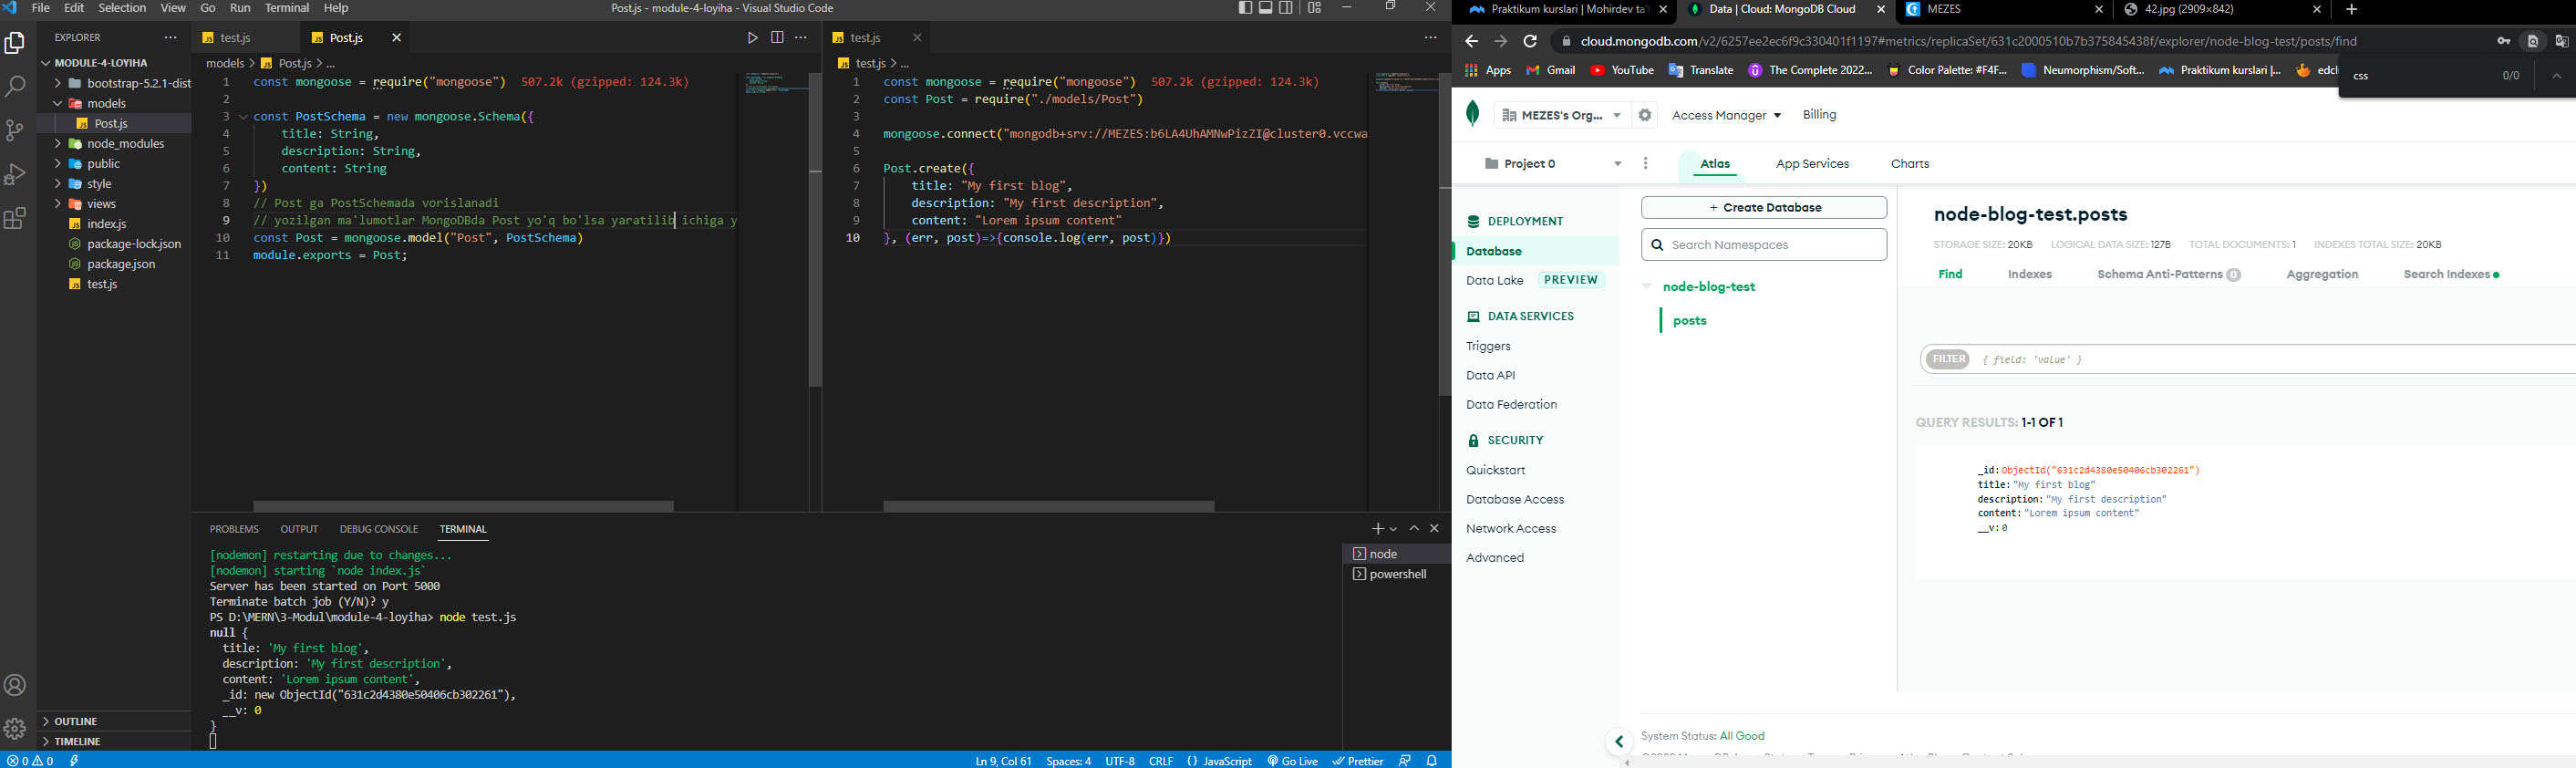 File Edit Selection View Go Run Terminal Help
Post.js - module-4-loyiha - Visual Studio Code
EXPLORER
MODULE-4-LOYIHA
bootstrap-5.2.1-dist
models
Post.js
node_modules
public
style
views
index.js
package-lock.json
package.json
test.js
OUTLINE
TIMELINE
test.js Post.js
models > Post.js > ...
1 const mongoose = require("mongoose") 507.2k (gzipped: 124.3k)
2
3 const PostSchema = new mongoose.Schema({
4 title: String,
5 description: String,
6 content: String
7 })
8 // Post ga PostSchemada vorislanadi
9 // yozilgan ma'lumotlar MongoDBda Post yo'q bo'lsa yaratilib ichiga y
10 const Post = mongoose.model("Post", PostSchema)
11 module.exports = Post;
test.js
test.js > ...
1 const mongoose = require("mongoose") 507.2k (gzipped: 124.3k)
2 const Post = require("./models/Post")
3
4 mongoose.connect("mongodb+srv://MEZES:b6LA4UhAMNwPizZI@cluster0.vccwa
5
6 Post.create({
7 title: "My first blog",
8 description: "My first description",
9 content: "Lorem ipsum content"
10 }, (err, post)=>{console.log(err, post)})
PROBLEMS OUTPUT DEBUG CONSOLE TERMINAL
[nodemon] restarting due to changes...
[nodemon] starting `node index.js`
Server has been started on Port 5000
Terminate batch job (Y/N)? y
PS D:\MERN\3-Modul\module-4-loyiha> node test.js
null {
title: 'My first blog',
description: 'My first description',
content: 'Lorem ipsum content',
_id: new ObjectId("631c2d4380e50406cb302261"),
__v: 0
}
node
powershell
0 0
Ln 9, Col 61 Spaces: 4 UTF-8 CRLF {} JavaScript Go Live Prettier
Praktikum kurslari | Mohirdev ta'l Data | Cloud: MongoDB Cloud MEZES 42.jpg (2909×842)
cloud.mongodb.com/v2/6257ee2ec6f9c330401f1197#metrics/replicaSet/631c2000510b7b375845438f/explorer/node-blog-test/posts/find
Apps Gmail YouTube Translate The Complete 2022... Color Palette: #F4F... Neumorphism/Soft... Praktikum kurslari |...
css 0/0
MEZES's Org... Access Manager Billing
Project 0 Atlas App Services Charts
DEPLOYMENT
Database
Data Lake PREVIEW
DATA SERVICES
Triggers
Data API
Data Federation
SECURITY
Quickstart
Database Access
Network Access
Advanced
+ Create Database
Search Namespaces
node-blog-test
posts
node-blog-test.posts
STORAGE SIZE: 20KB LOGICAL DATA SIZE: 127B TOTAL DOCUMENTS: 1 INDEXES TOTAL SIZE: 20KB
Find Indexes Schema Anti-Patterns 0 Aggregation Search Indexes
FILTER { field: 'value' }
QUERY RESULTS: 1-1 OF 1
_id: ObjectId("631c2d4380e50406cb302261")
title: "My first blog"
description: "My first description"
content: "Lorem ipsum content"
__v: 0
System Status: All Good